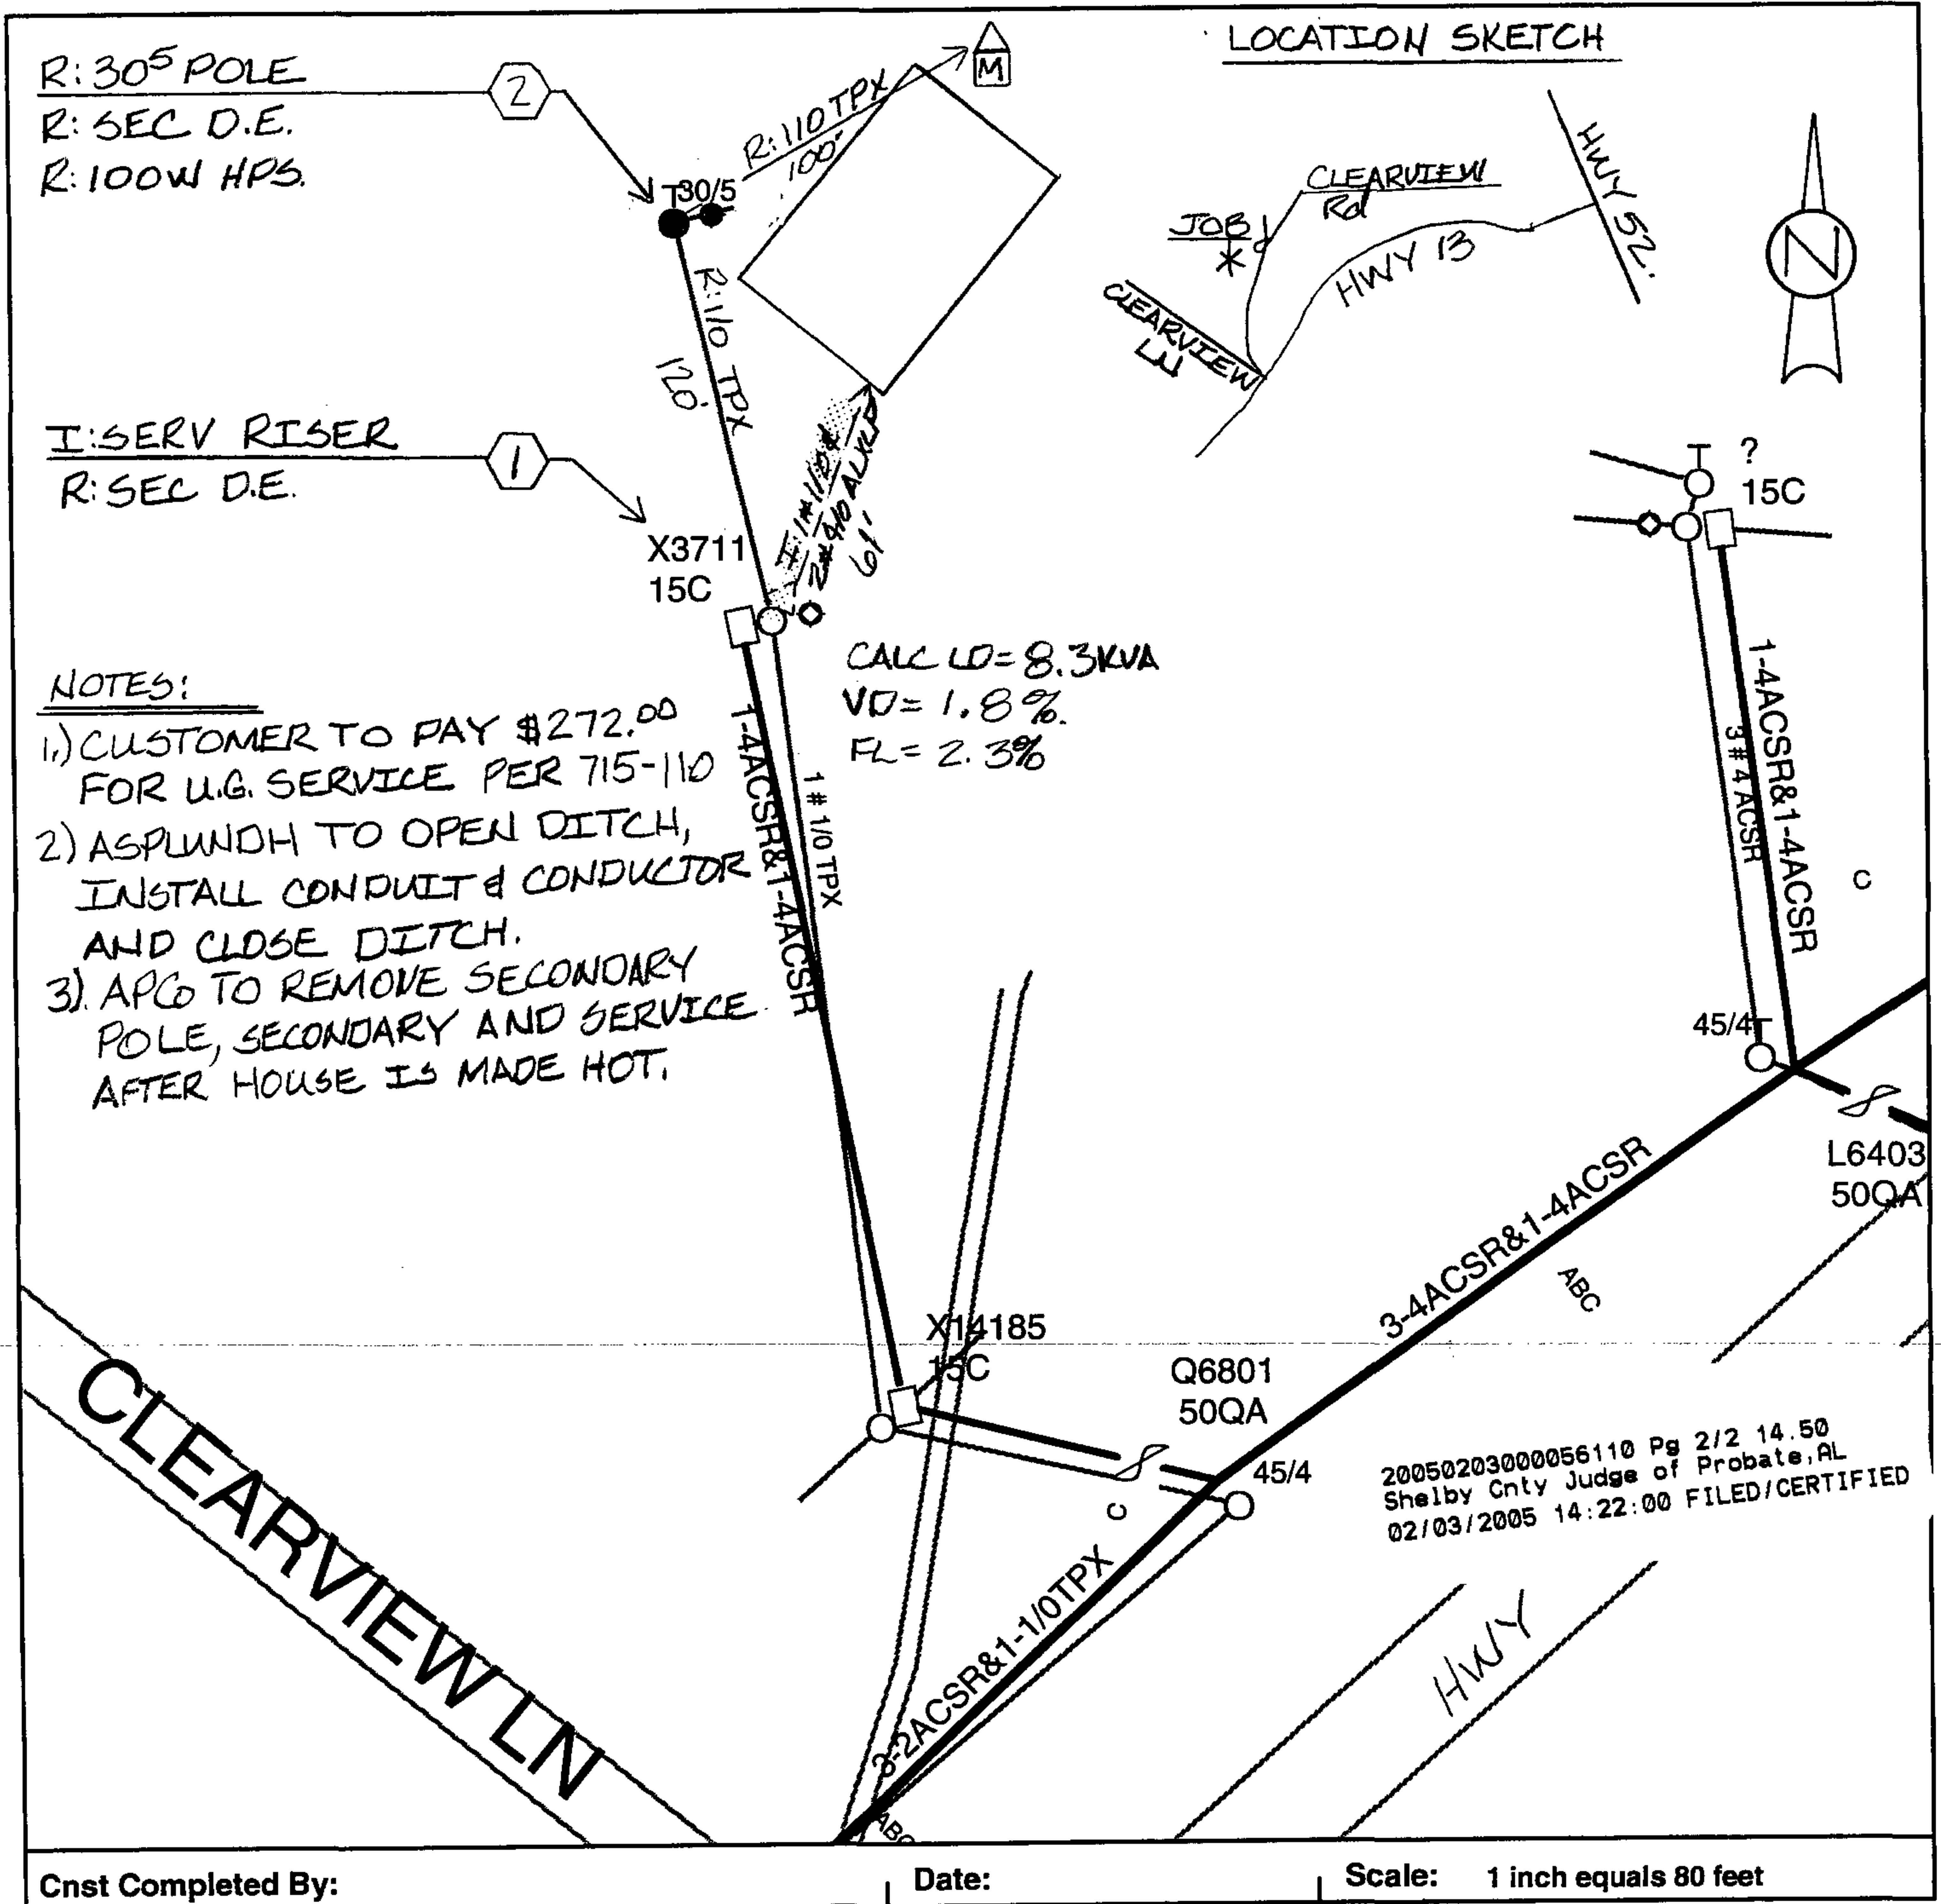 LOCATION SKETCH
R: 30⁵ POLE
R: SEC D.E.
R: 100W HPS.
2
M
R: 110 TPX
100'
T30/5
CLEARVIEW
Rd
HWY 52.
JOB
*
HWY 13
CLEARVIEW
LN
N
R: 1/0 TPX
120'
I: SERV RISER
R: SEC D.E.
1
X3711
15C
61'
?
15C
CALC LD= 8.3KVA
VD= 1.8%.
FL= 2.3%
NOTES:
1.) CUSTOMER TO PAY $272.00
FOR U.G. SERVICE PER 715-110
2) ASPLUNDH TO OPEN DITCH,
INSTALL CONDUIT & CONDUCTOR
AND CLOSE DITCH.
3). APCO TO REMOVE SECONDARY
POLE, SECONDARY AND SERVICE
AFTER HOUSE IS MADE HOT.
1-4ACSR&1-4ACSR
1 # 1/0 TPX
1-4ACSR&1-4ACSR
3 # 4 ACSR
C
45/4
L6403
50QA
3-4ACSR&1-4ACSR
ABC
X14185
15C
Q6801
50QA
45/4
C
3-2ACSR&1-1/0TPX
ABC
CLEARVIEW LN
20050203000056110 Pg 2/2 14.50
Shelby Cnty Judge of Probate,AL
02/03/2005 14:22:00 FILED/CERTIFIED
HWY
Cnst Completed By:
Date:
Scale: 1 inch equals 80 feet